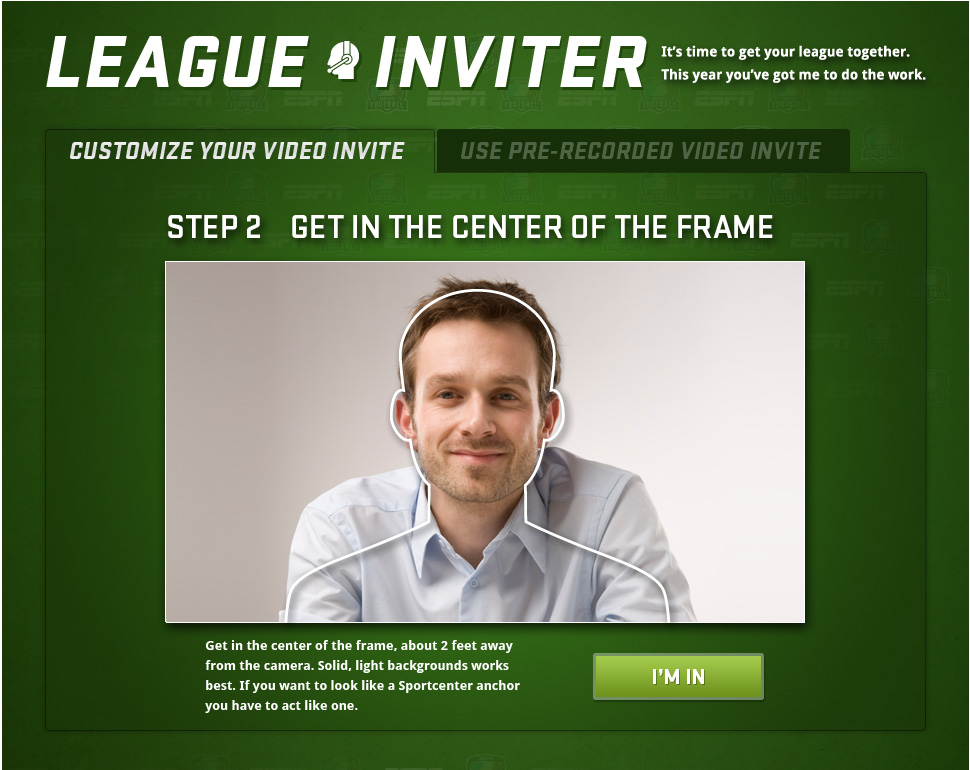 LEAGUE INVITER
It's time to get your league together.
This year you've got me to do the work.
CUSTOMIZE YOUR VIDEO INVITE
USE PRE-RECORDED VIDEO INVITE
STEP 2 GET IN THE CENTER OF THE FRAME
Get in the center of the frame, about 2 feet away
from the camera. Solid, light backgrounds works
best. If you want to look like a Sportcenter anchor
you have to act like one.
I'M IN